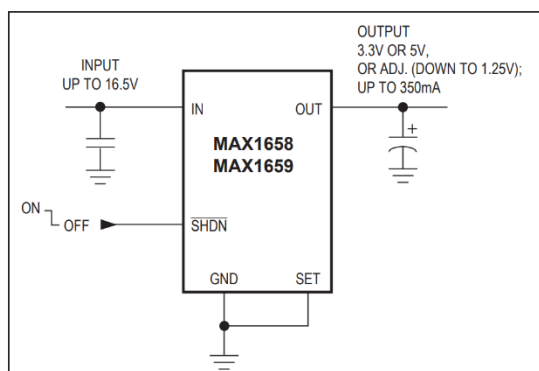 OUTPUT
3.3V OR 5V,
OR ADJ. (DOWN TO 1.25V);
UP TO 350mA
INPUT
UP TO 16.5V
IN
OUT
+
MAX1658
MAX1659
ON
OFF
SHDN
GND
SET